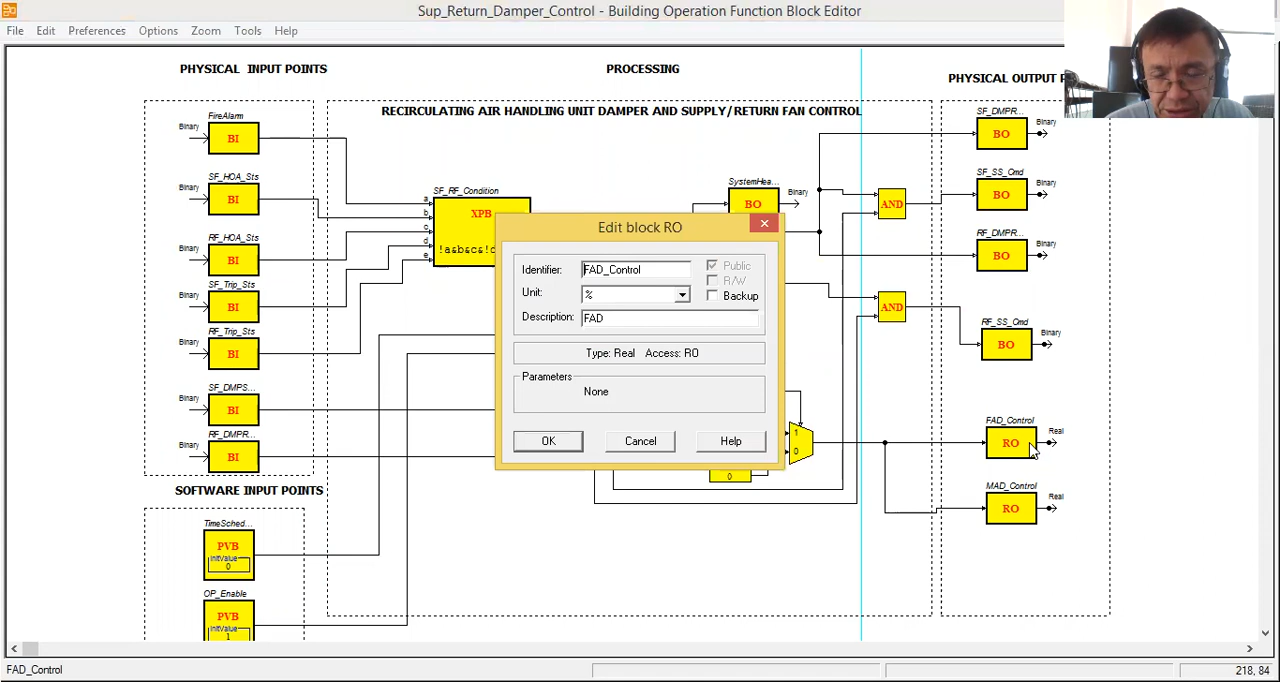 Sup_Return_Damper_Control - Building Operation Function Block Editor
File Edit Preferences Options Zoom Tools Help
PHYSICAL INPUT POINTS
PROCESSING
PHYSICAL OUTPUT
RECIRCULATING AIR HANDLING UNIT DAMPER AND SUPPLY/RETURN FAN CONTROL
FireAlarm
Binary
BI
SF_HOA_Sts
Binary
BI
RF_HOA_Sts
Binary
BI
SF_Trip_Sts
Binary
BI
RF_Trip_Sts
Binary
BI
SF_DMPS...
Binary
BI
RF_DMPR...
Binary
BI
SOFTWARE INPUT POINTS
TimeSched...
PVB
InitValue
0
OP_Enable
PVB
InitValue
1
SF_RF_Condition
a
b
c
d
e
XPB
!a&b&c&!d
SystemHea...
BO
Binary
AND
AND
1
0
0
SF_DMPR...
BO
Binary
SF_SS_Cmd
BO
Binary
RF_DMPR...
BO
Binary
RF_SS_Cmd
BO
Binary
FAD_Control
RO
Real
MAD_Control
RO
Real
Edit block RO
Identifier: FAD_Control
Public
R/W
Unit: %
Backup
Description: FAD
Type: Real Access: RO
Parameters
None
OK Cancel Help
FAD_Control
218, 84